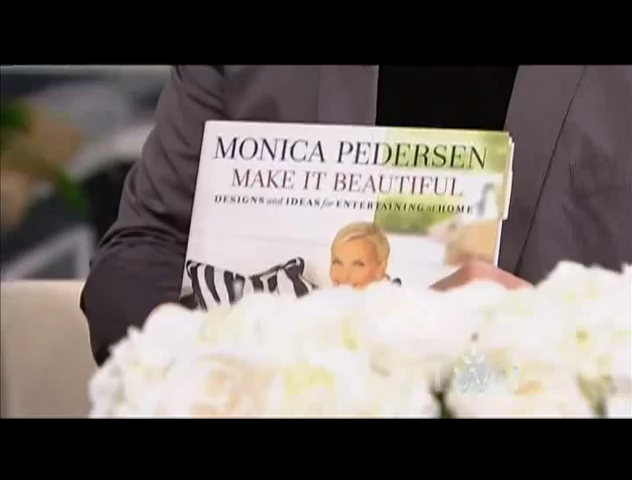 MONICA PEDERSEN
MAKE IT BEAUTIFUL
DESIGNS and IDEAS for ENTERTAINING at HOME